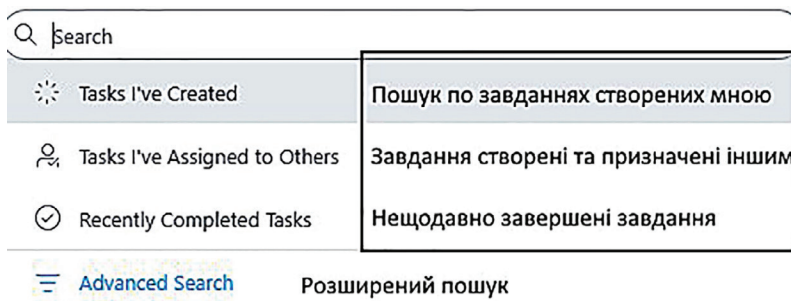 Search
Tasks I've Created Пошук по завданнях створених мною
Tasks I've Assigned to Others Завдання створені та призначені іншим
Recently Completed Tasks Нещодавно завершені завдання
Advanced Search Розширений пошук